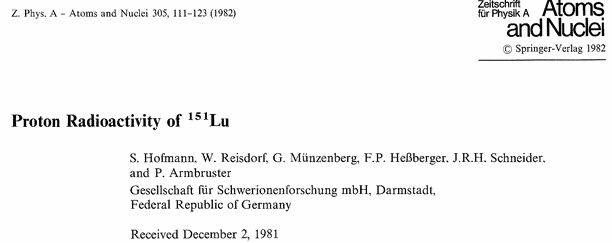 Z. Phys. A – Atoms and Nuclei 305, 111–123 (1982)
Zeitschrift
für Physik A
Atoms
and Nuclei
© Springer-Verlag 1982
Proton Radioactivity of ¹⁵¹Lu
S. Hofmann, W. Reisdorf, G. Münzenberg, F.P. Heßberger, J.R.H. Schneider,
and P. Armbruster
Gesellschaft für Schwerionenforschung mbH, Darmstadt,
Federal Republic of Germany
Received December 2, 1981